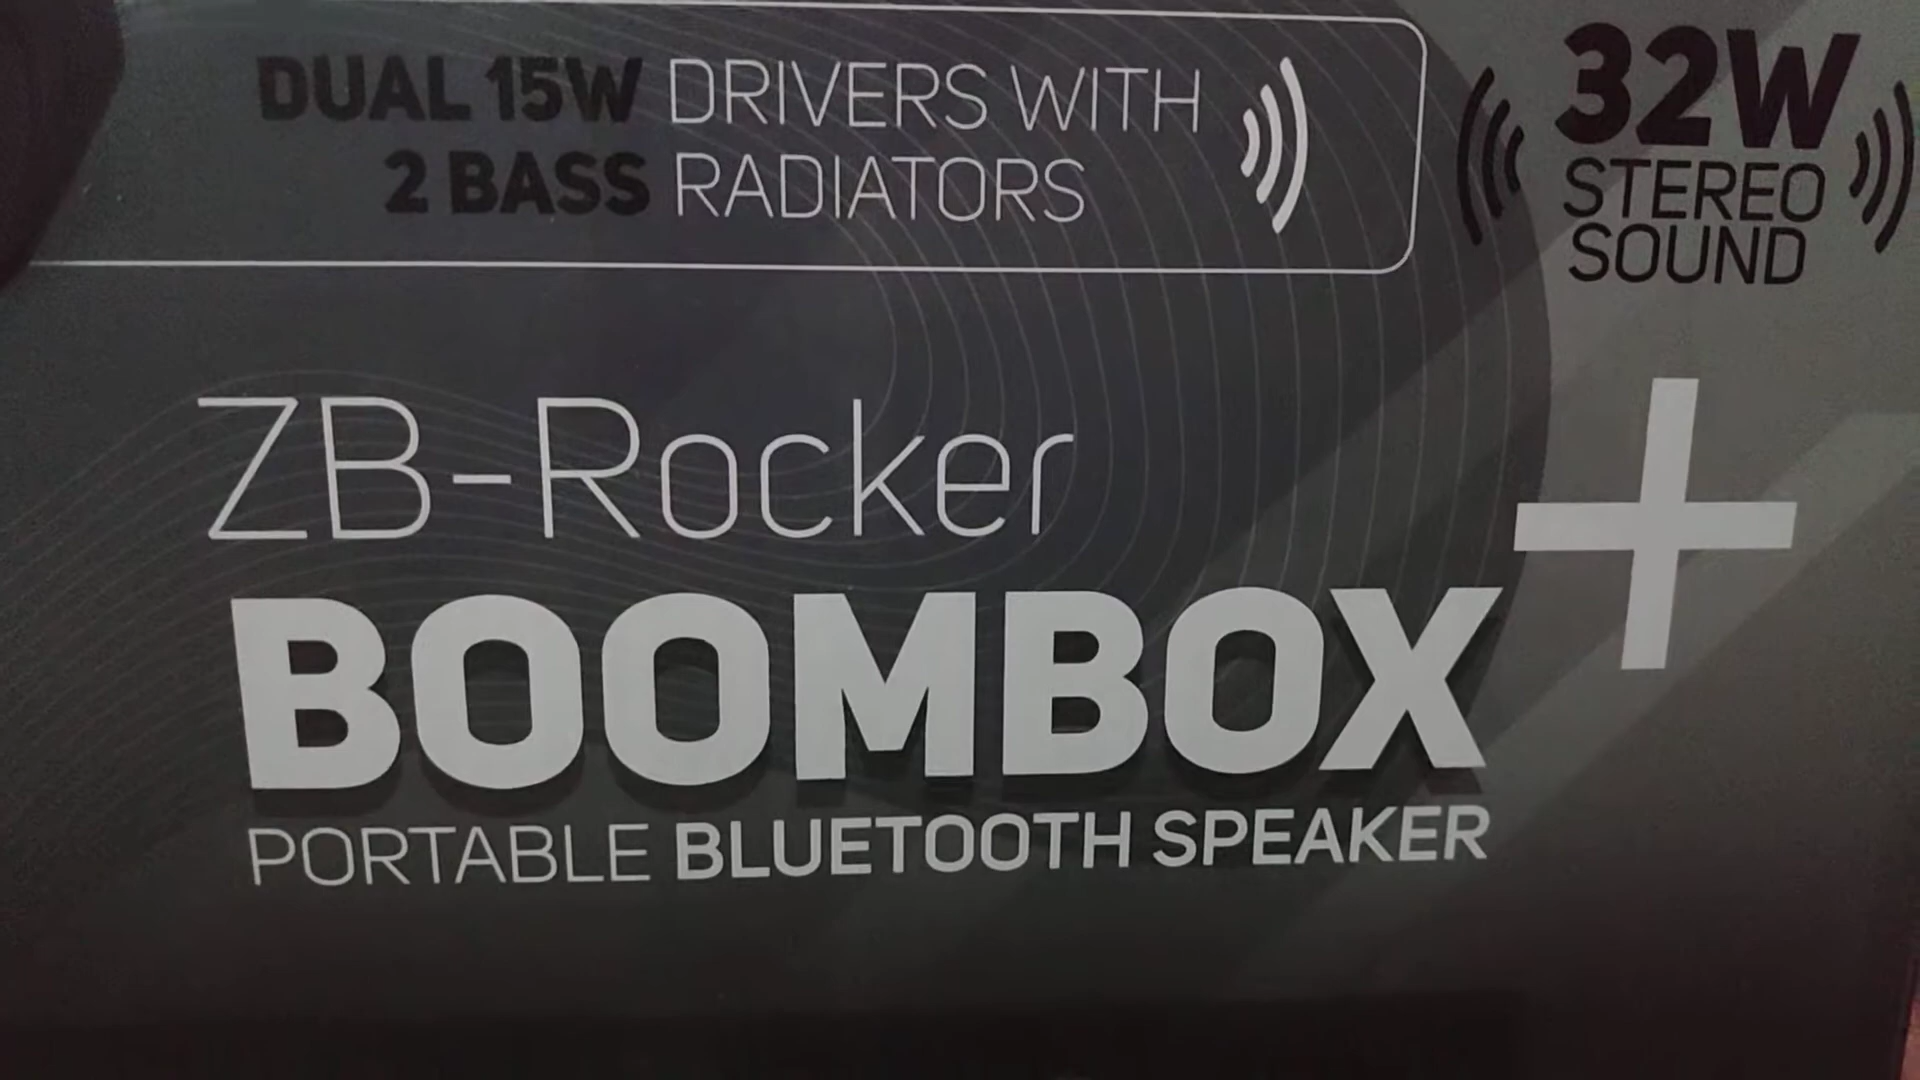 DUAL 15W DRIVERS WITH
2 BASS RADIATORS
32W
STEREO
SOUND
ZB-Rocker
BOOMBOX+
PORTABLE BLUETOOTH SPEAKER